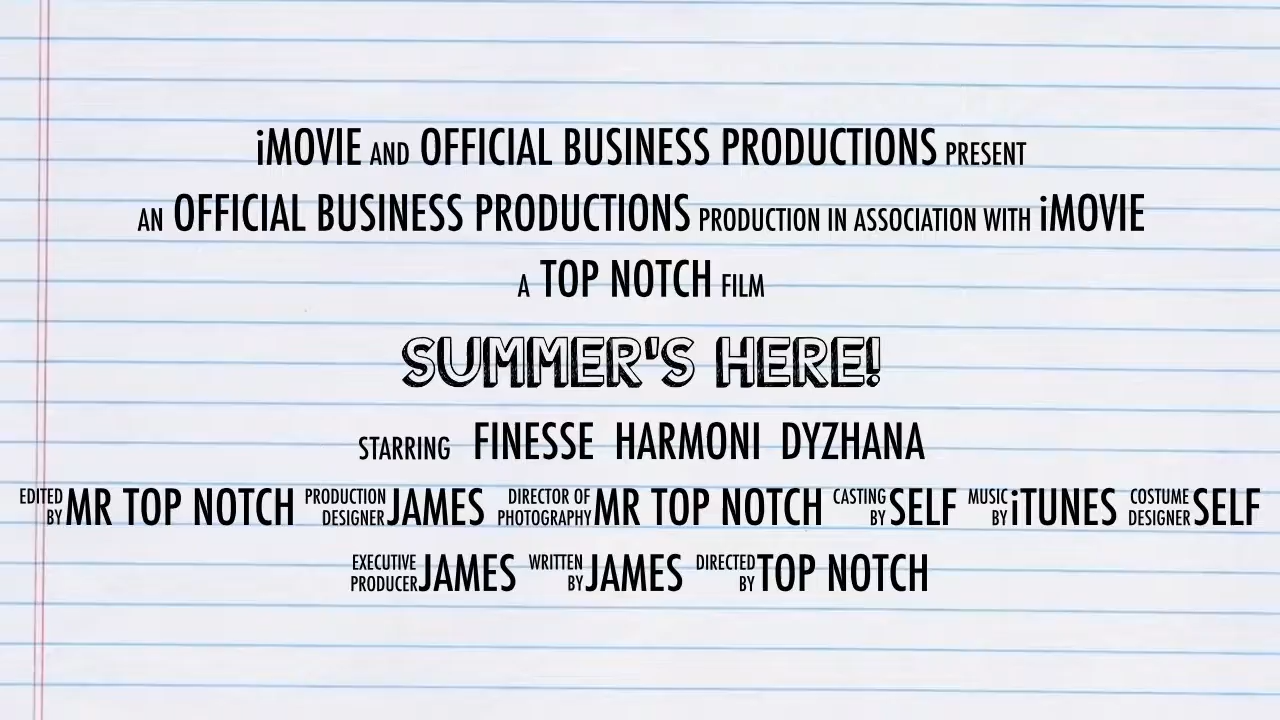 iMOVIE AND OFFICIAL BUSINESS PRODUCTIONS PRESENT
AN OFFICIAL BUSINESS PRODUCTIONS PRODUCTION IN ASSOCIATION WITH iMOVIE
A TOP NOTCH FILM
SUMMER'S HERE!
STARRING FINESSE HARMONI DYZHANA
EDITED BY MR TOP NOTCH PRODUCTION DESIGNER JAMES DIRECTOR OF PHOTOGRAPHY MR TOP NOTCH CASTING BY SELF MUSIC BY iTUNES COSTUME DESIGNER SELF
EXECUTIVE PRODUCER JAMES WRITTEN BY JAMES DIRECTED BY TOP NOTCH